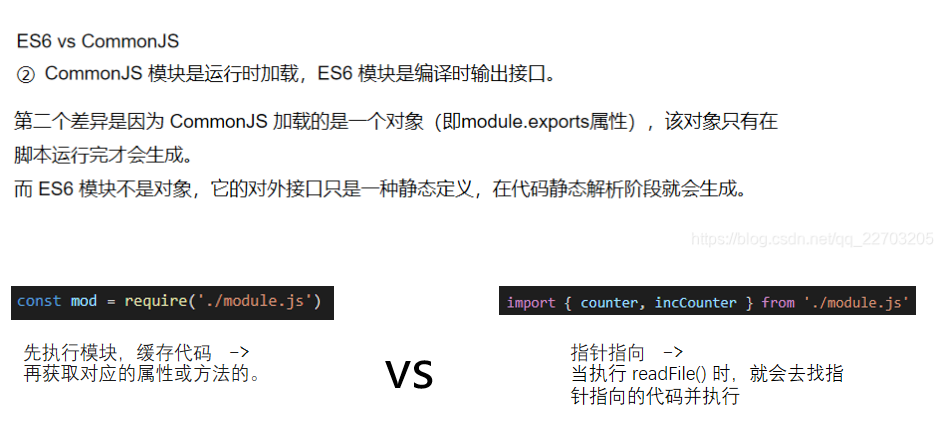 ES6 vs CommonJS
② CommonJS 模块是运行时加载，ES6 模块是编译时输出接口。
第二个差异是因为 CommonJS 加载的是一个对象（即module.exports属性），该对象只有在
脚本运行完才会生成。
而 ES6 模块不是对象，它的对外接口只是一种静态定义，在代码静态解析阶段就会生成。
https://blog.csdn.net/qq_22703205
const mod = require('./module.js')
先执行模块，缓存代码 –>
再获取对应的属性或方法的。
vs
import { counter, incCounter } from './module.js'
指针指向 –>
当执行 readFile() 时，就会去找指
针指向的代码并执行